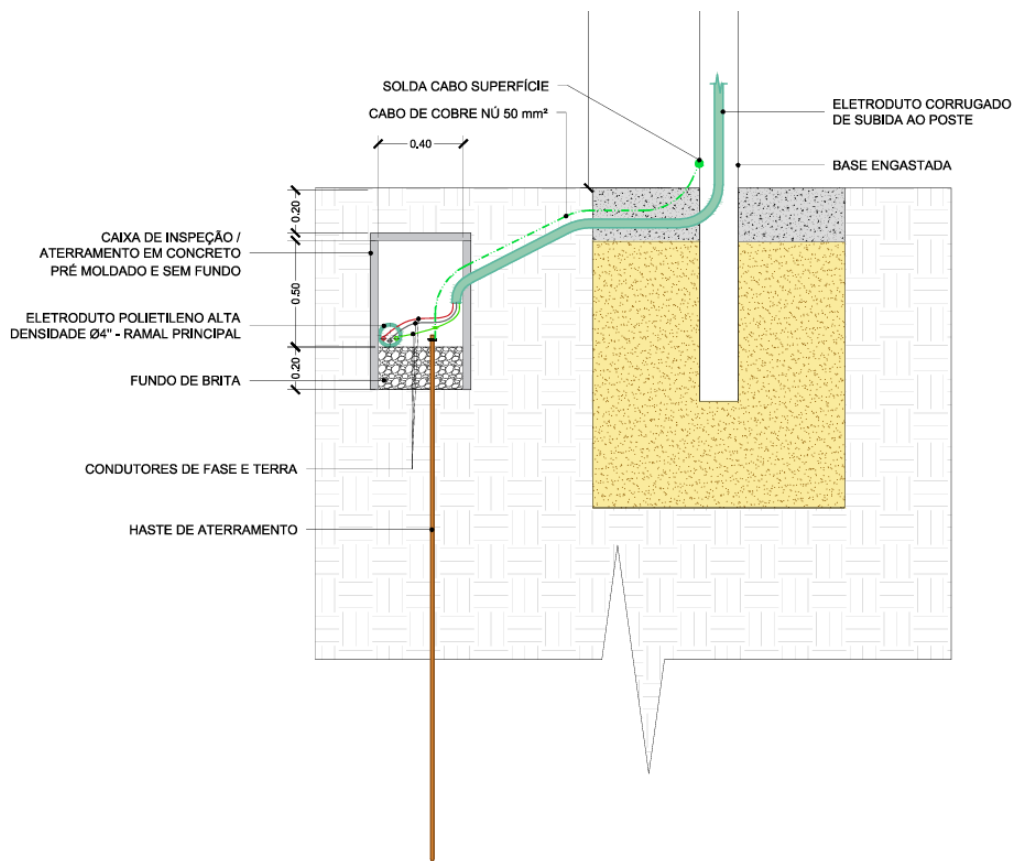 SOLDA CABO SUPERFÍCIE
CABO DE COBRE NÚ 50 mm²
ELETRODUTO CORRUGADO
DE SUBIDA AO POSTE
BASE ENGASTADA
0.40
0.20
CAIXA DE INSPEÇÃO /
ATERRAMENTO EM CONCRETO
PRÉ MOLDADO E SEM FUNDO
0.50
ELETRODUTO POLIETILENO ALTA
DENSIDADE Ø4" - RAMAL PRINCIPAL
0.20
FUNDO DE BRITA
CONDUTORES DE FASE E TERRA
HASTE DE ATERRAMENTO